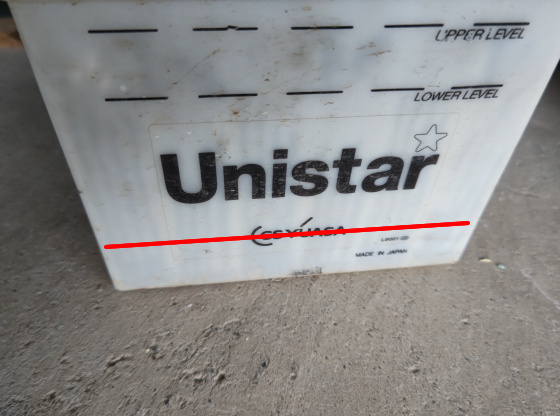 UPPER LEVEL
LOWER LEVEL
Unistar
GS YUASA
MADE IN JAPAN